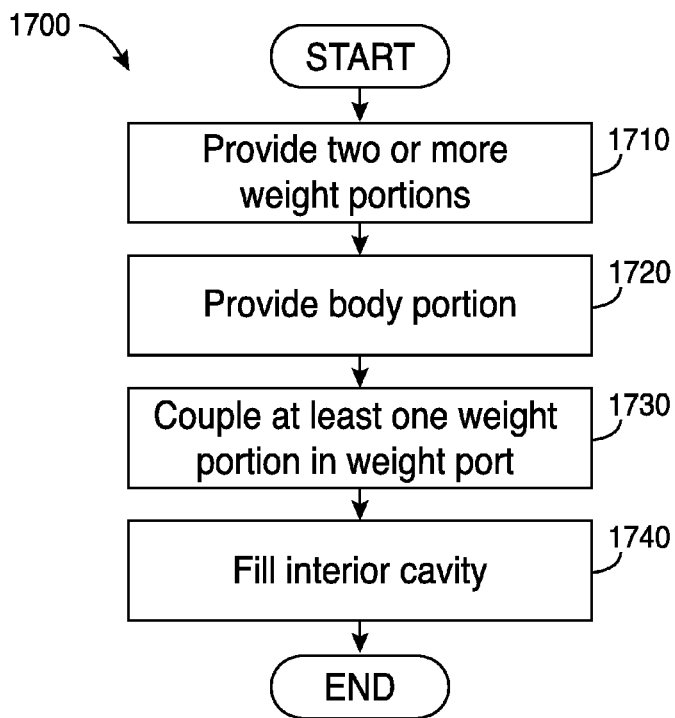 1700
START
Provide two or more
weight portions
1710
Provide body portion
1720
Couple at least one weight
portion in weight port
1730
Fill interior cavity
1740
END